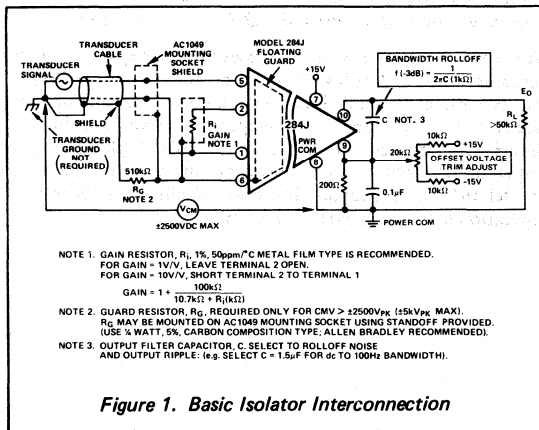 TRANSDUCER
SIGNAL
TRANSDUCER
CABLE
AC1049
MOUNTING
SOCKET
SHIELD
MODEL 284J
FLOATING
GUARD
+15V
BANDWIDTH ROLLOFF
f (-3dB) = 1 / 2πC (1kΩ)
5
2
1
6
7
10
8
9
284J
PWR
COM
Ri
GAIN
NOTE 1
C NOT. 3
EO
RL
>50kΩ
SHIELD
TRANSDUCER
GROUND
NOT
(REQUIRED)
510kΩ
RG
NOTE 2
VCM
±2500VDC MAX
200Ω
20kΩ
10kΩ
+15V
OFFSET VOLTAGE
TRIM ADJUST
10kΩ
-15V
0.1µF
POWER COM
NOTE 1. GAIN RESISTOR, Ri, 1%, 50ppm/°C METAL FILM TYPE IS RECOMMENDED.
FOR GAIN = 1V/V, LEAVE TERMINAL 2 OPEN.
FOR GAIN = 10V/V, SHORT TERMINAL 2 TO TERMINAL 1
GAIN = 1 + 100kΩ / 10.7kΩ + Ri(kΩ)
NOTE 2. GUARD RESISTOR, RG, REQUIRED ONLY FOR CMV > ±2500VPK (±5kVPK MAX).
RG MAY BE MOUNTED ON AC1049 MOUNTING SOCKET USING STANDOFF PROVIDED.
(USE ¼ WATT, 5%, CARBON COMPOSITION TYPE; ALLEN BRADLEY RECOMMENDED).
NOTE 3. OUTPUT FILTER CAPACITOR, C. SELECT TO ROLLOFF NOISE
AND OUTPUT RIPPLE: (e.g. SELECT C = 1.5µF FOR dc TO 100Hz BANDWIDTH).
Figure 1. Basic Isolator Interconnection